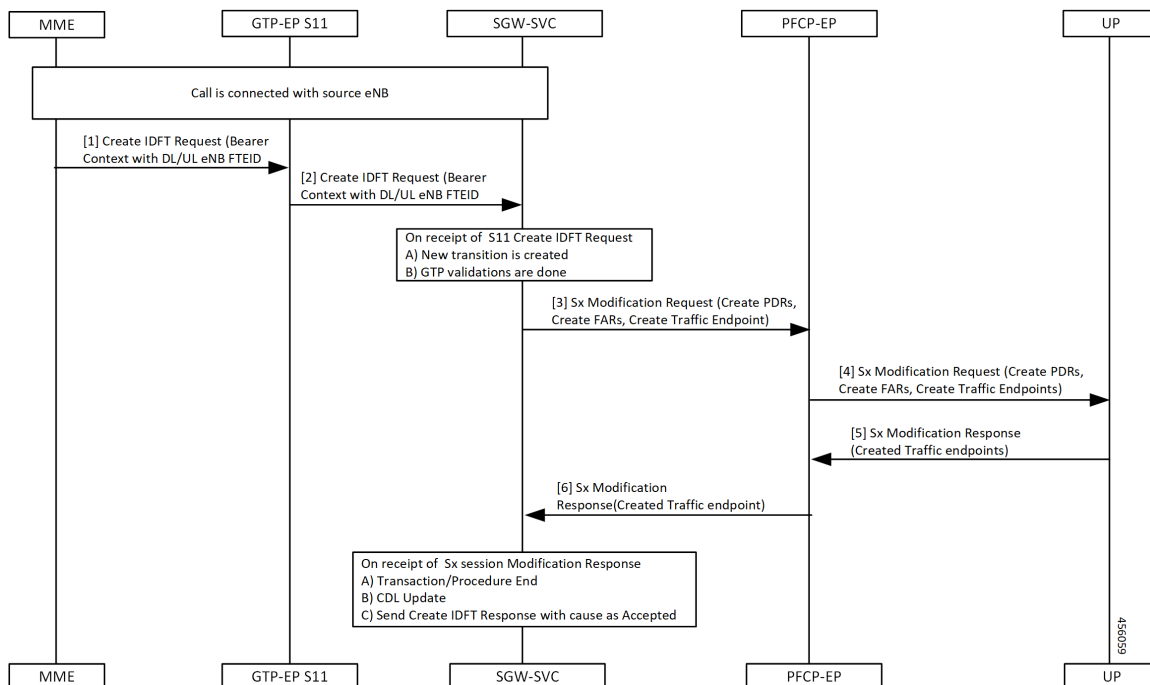 MME
GTP-EP S11
SGW-SVC
PFCP-EP
UP
Call is connected with source eNB
[1] Create IDFT Request (Bearer
Context with DL/UL eNB FTEID
[2] Create IDFT Request (Bearer
Context with DL/UL eNB FTEID
On receipt of S11 Create IDFT Request
A) New transition is created
B) GTP validations are done
[3] Sx Modification Request (Create PDRs,
Create FARs, Create Traffic Endpoint)
[4] Sx Modification Request (Create PDRs,
Create FARs, Create Traffic Endpoints)
[5] Sx Modification Response
(Created Traffic endpoints)
[6] Sx Modification
Response(Created Traffic endpoint)
On receipt of Sx session Modification Response
A) Transaction/Procedure End
B) CDL Update
C) Send Create IDFT Response with cause as Accepted
456059
MME
GTP-EP S11
SGW-SVC
PFCP-EP
UP